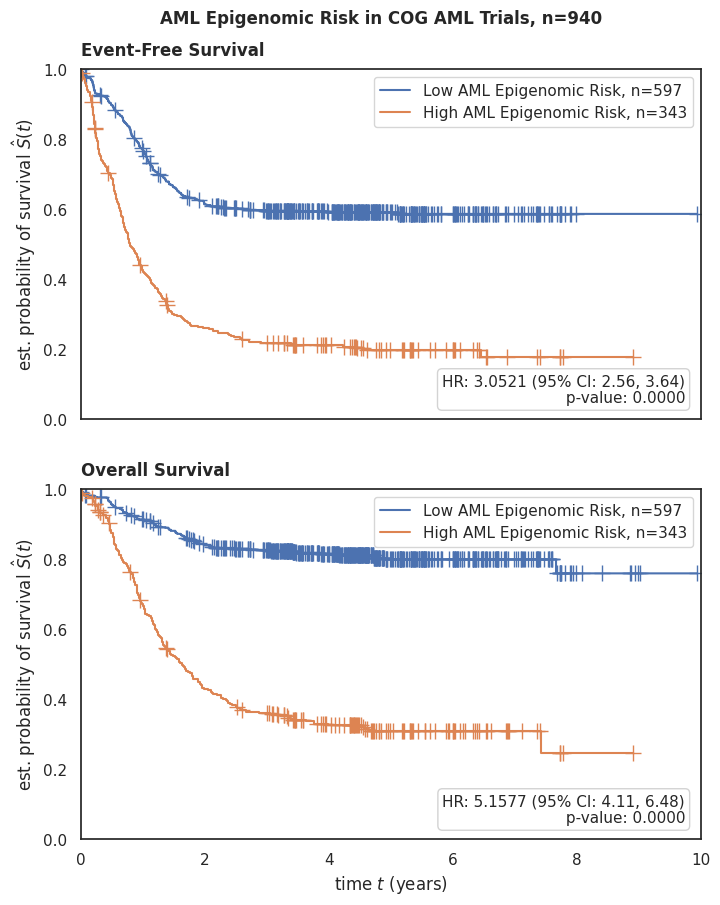 AML Epigenomic Risk in COG AML Trials, n=940
Event-Free Survival
1.0
0.8
0.6
0.4
0.2
0.0
est. probability of survival Ŝ(t)
Low AML Epigenomic Risk, n=597
High AML Epigenomic Risk, n=343
HR: 3.0521 (95% CI: 2.56, 3.64)
p-value: 0.0000
Overall Survival
1.0
0.8
0.6
0.4
0.2
0.0
est. probability of survival Ŝ(t)
Low AML Epigenomic Risk, n=597
High AML Epigenomic Risk, n=343
HR: 5.1577 (95% CI: 4.11, 6.48)
p-value: 0.0000
0 2 4 6 8 10
time t (years)